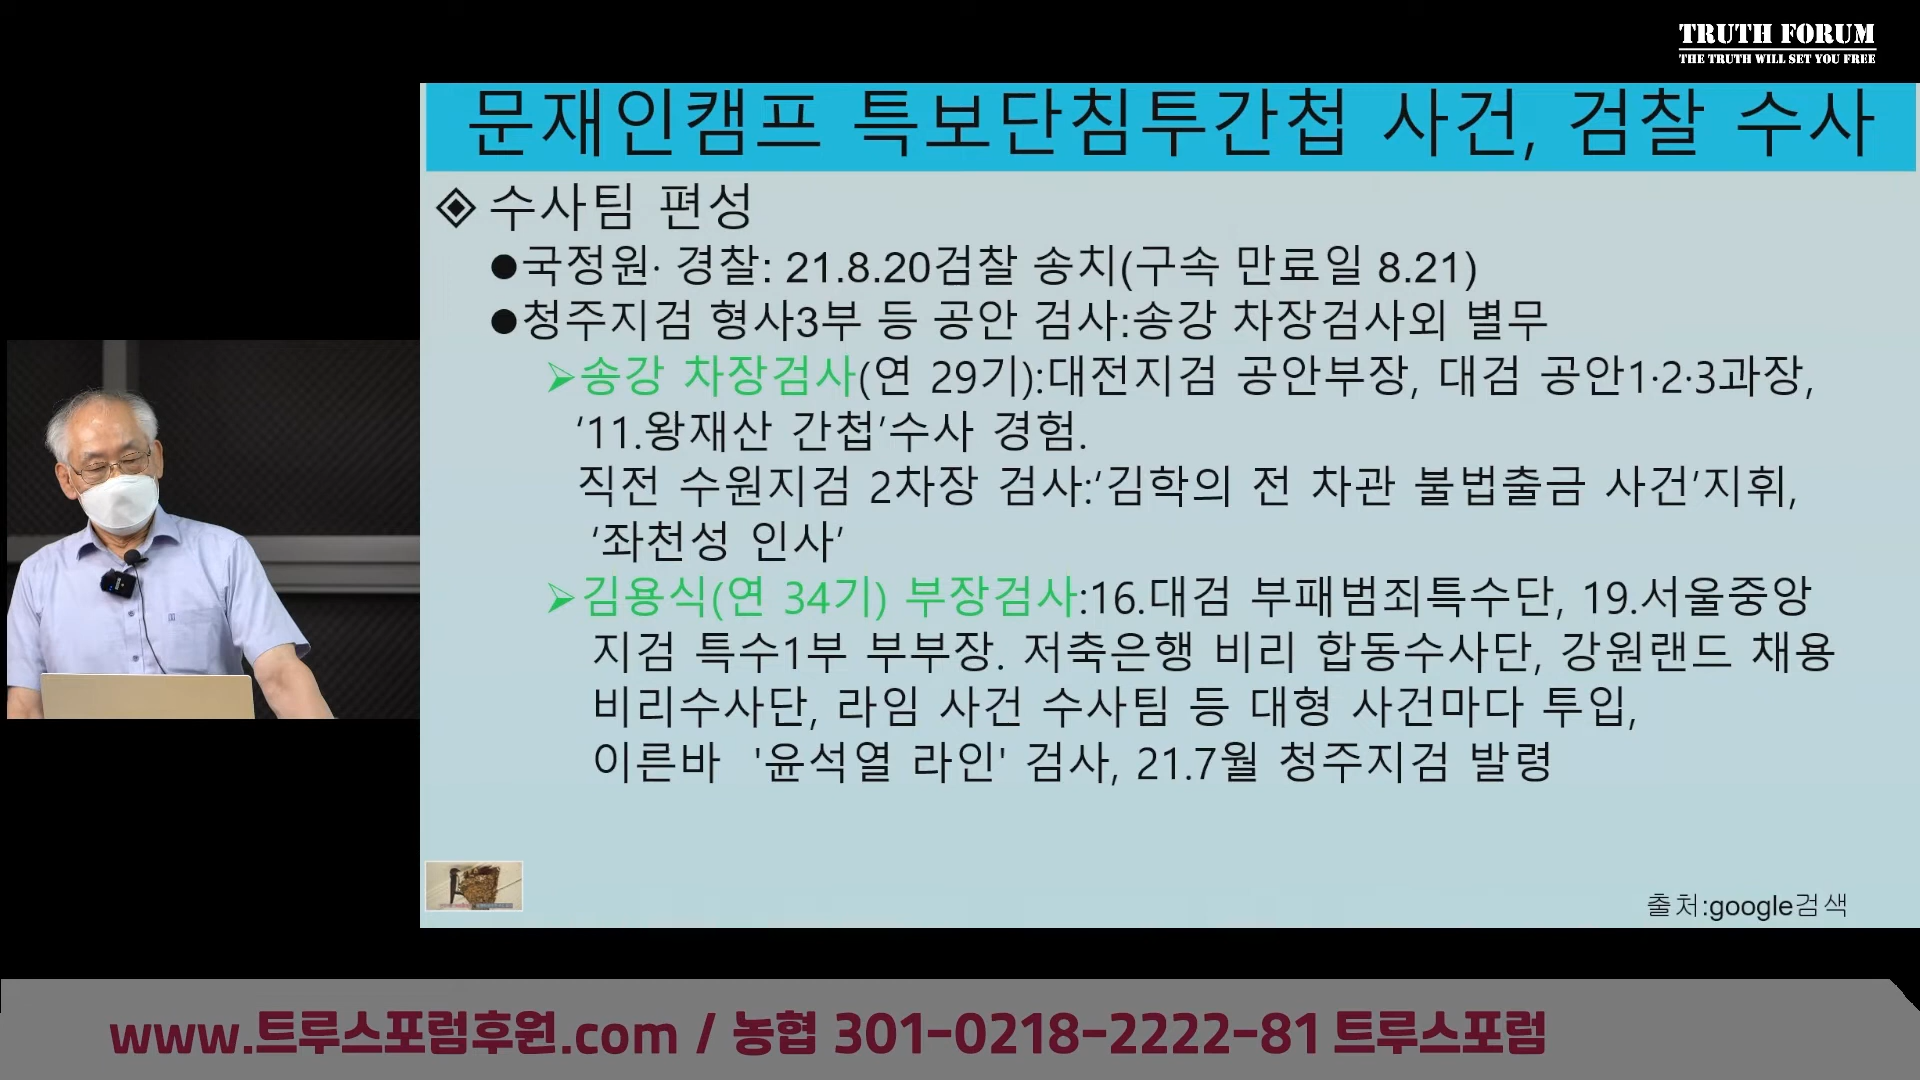 TRUTH FORUM
THE TRUTH WILL SET YOU FREE
문재인캠프 특보단침투간첩 사건, 검찰 수사
◈ 수사팀 편성
●국정원· 경찰: 21.8.20검찰 송치(구속 만료일 8.21)
●청주지검 형사3부 등 공안 검사:송강 차장검사외 별무
➢송강 차장검사(연 29기):대전지검 공안부장, 대검 공안1·2·3과장,
‘11.왕재산 간첩’수사 경험.
직전 수원지검 2차장 검사:‘김학의 전 차관 불법출금 사건’지휘,
‘좌천성 인사’
➢김용식(연 34기) 부장검사:16.대검 부패범죄특수단, 19.서울중앙
지검 특수1부 부부장. 저축은행 비리 합동수사단, 강원랜드 채용
비리수사단, 라임 사건 수사팀 등 대형 사건마다 투입,
이른바 '윤석열 라인' 검사, 21.7월 청주지검 발령
출처:google검색
www.트루스포럼후원.com / 농협 301-0218-2222-81 트루스포럼